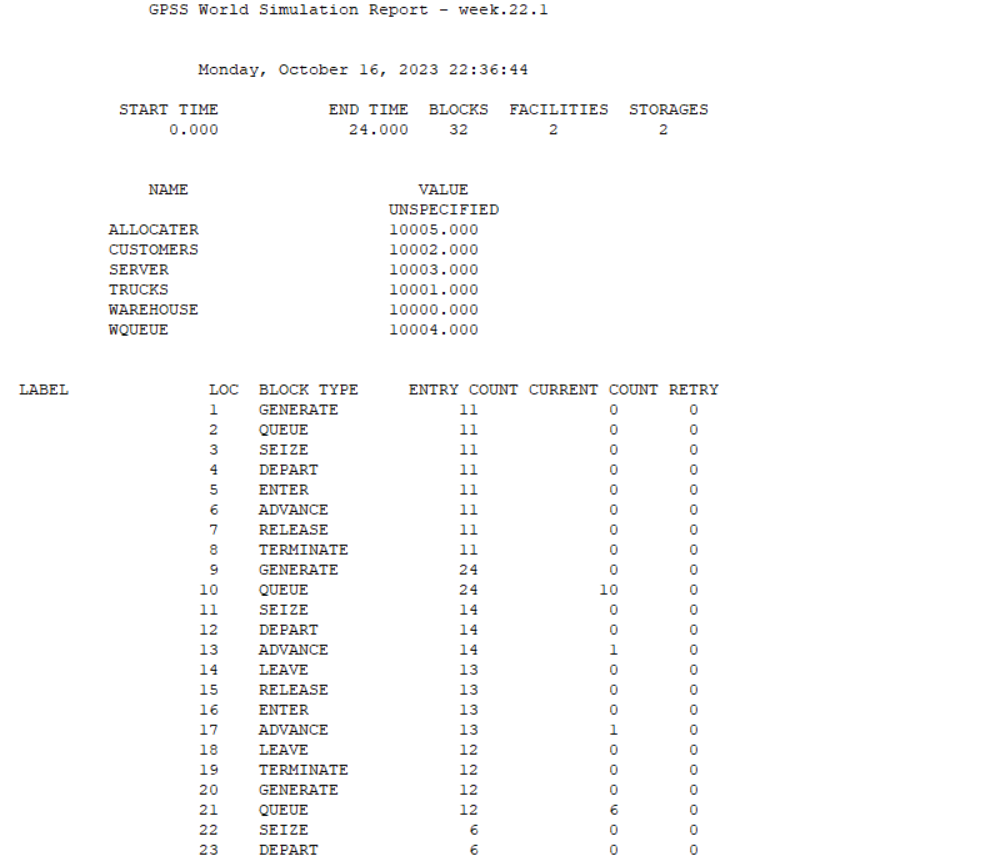 GPSS World Simulation Report - week.22.1
Monday, October 16, 2023 22:36:44
START TIME END TIME BLOCKS FACILITIES STORAGES
0.000 24.000 32 2 2
NAME VALUE
UNSPECIFIED
ALLOCATER 10005.000
CUSTOMERS 10002.000
SERVER 10003.000
TRUCKS 10001.000
WAREHOUSE 10000.000
WQUEUE 10004.000
LABEL LOC BLOCK TYPE ENTRY COUNT CURRENT COUNT RETRY
1 GENERATE 11 0 0
2 QUEUE 11 0 0
3 SEIZE 11 0 0
4 DEPART 11 0 0
5 ENTER 11 0 0
6 ADVANCE 11 0 0
7 RELEASE 11 0 0
8 TERMINATE 11 0 0
9 GENERATE 24 0 0
10 QUEUE 24 10 0
11 SEIZE 14 0 0
12 DEPART 14 0 0
13 ADVANCE 14 1 0
14 LEAVE 13 0 0
15 RELEASE 13 0 0
16 ENTER 13 0 0
17 ADVANCE 13 1 0
18 LEAVE 12 0 0
19 TERMINATE 12 0 0
20 GENERATE 12 0 0
21 QUEUE 12 6 0
22 SEIZE 6 0 0
23 DEPART 6 0 0